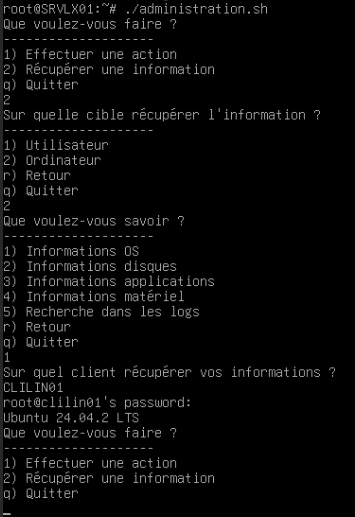 root@SRVLX01:~# ./administration.sh
Que voulez-vous faire ?
--------------------
1) Effectuer une action
2) Récupérer une information
q) Quitter
2
Sur quelle cible récupérer l'information ?
--------------------
1) Utilisateur
2) Ordinateur
r) Retour
q) Quitter
2
Que voulez-vous savoir ?
--------------------
1) Informations OS
2) Informations disques
3) Informations applications
4) Informations matériel
5) Recherche dans les logs
r) Retour
q) Quitter
1
Sur quel client récupérer vos informations ?
CLILIN01
root@clilin01's password:
Ubuntu 24.04.2 LTS
Que voulez-vous faire ?
--------------------
1) Effectuer une action
2) Récupérer une information
q) Quitter